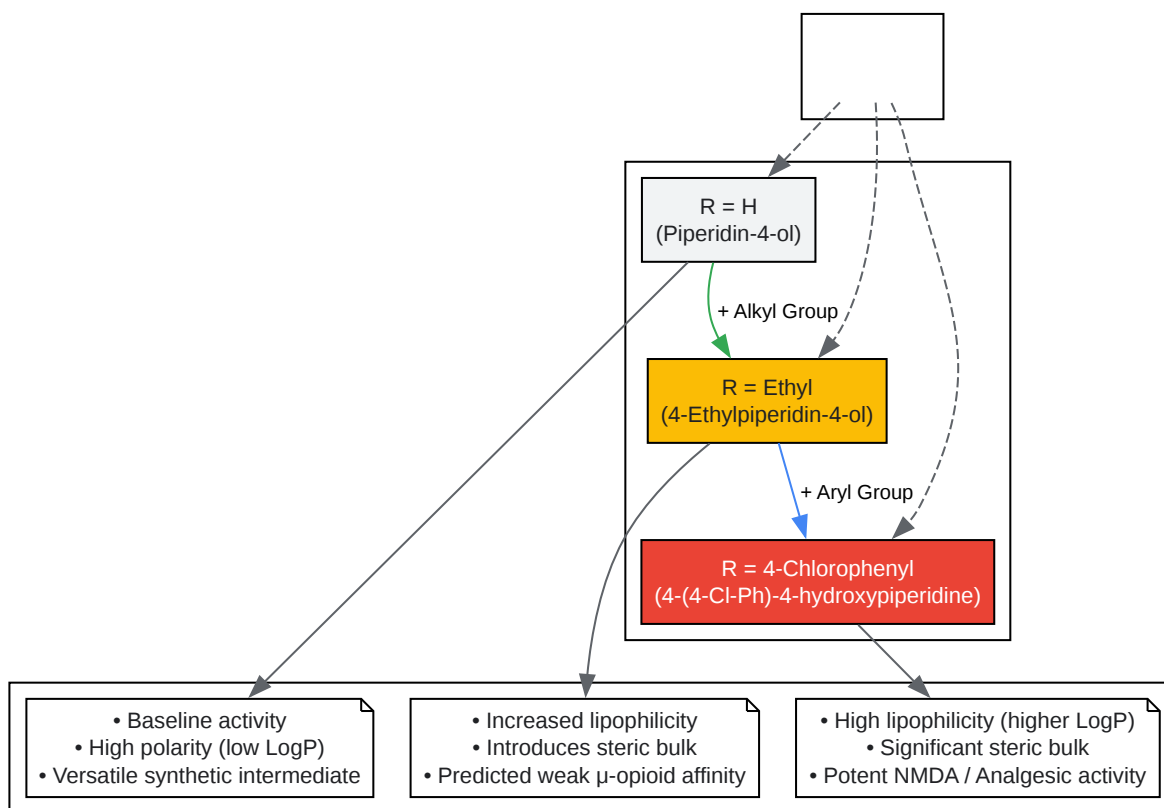 R = H
(Piperidin-4-ol)
+ Alkyl Group
R = Ethyl
(4-Ethylpiperidin-4-ol)
+ Aryl Group
R = 4-Chlorophenyl
(4-(4-Cl-Ph)-4-hydroxypiperidine)
• Baseline activity
• High polarity (low LogP)
• Versatile synthetic intermediate
• Increased lipophilicity
• Introduces steric bulk
• Predicted weak μ-opioid affinity
• High lipophilicity (higher LogP)
• Significant steric bulk
• Potent NMDA / Analgesic activity